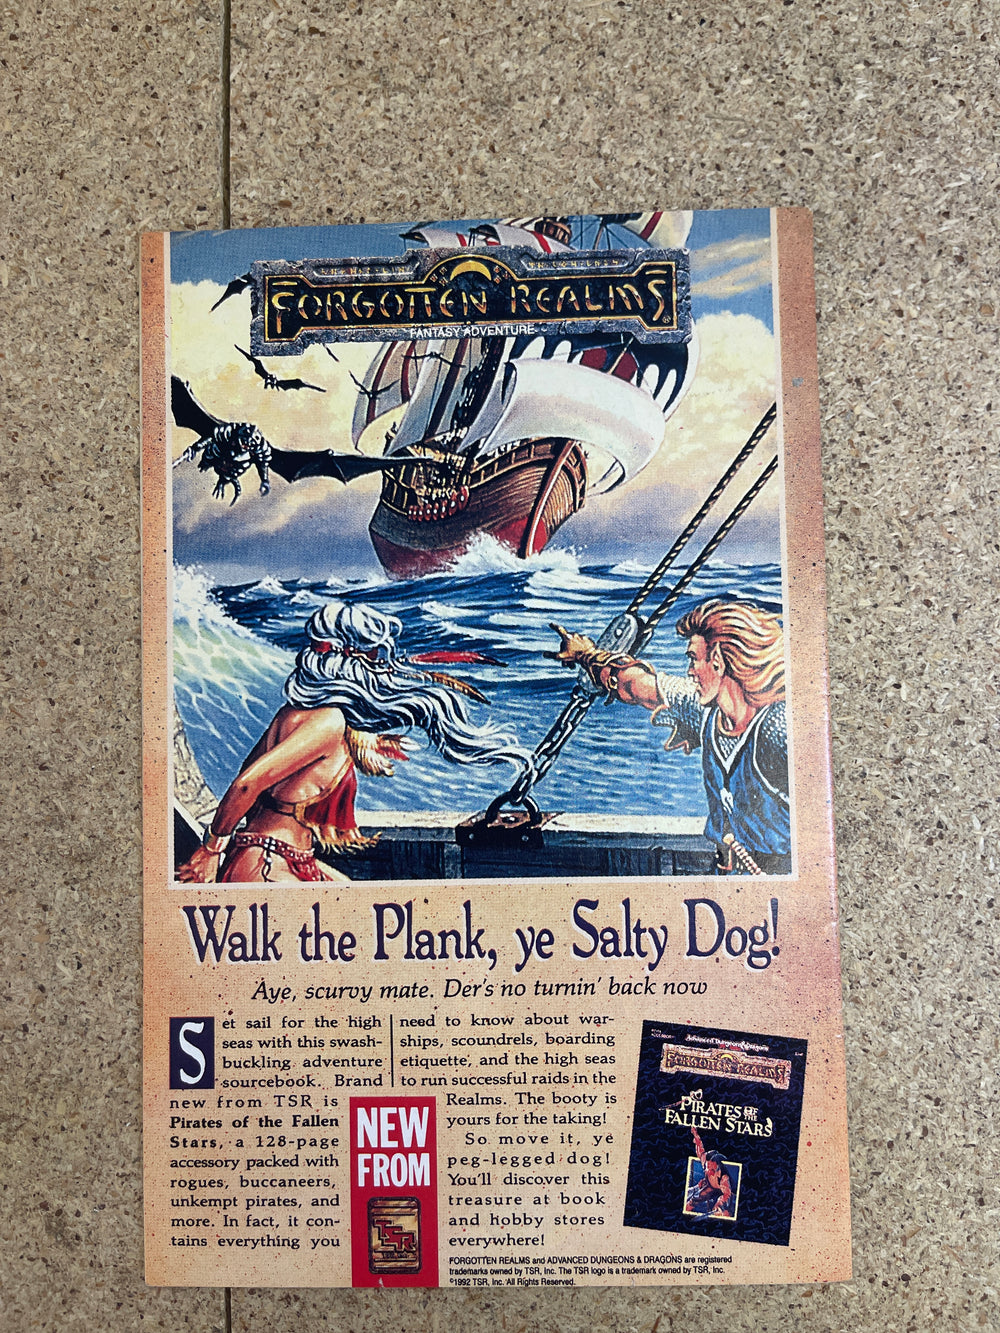 FORGOTTEN REALMS
FANTASY ADVENTURE
Walk the Plank, ye Salty Dog!
Aye, scurvy mate. Der's no turnin' back now
Set sail for the high
seas with this swash-
buckling adventure
sourcebook. Brand
new from TSR is
Pirates of the Fallen
Stars, a 128-page
accessory packed with
rogues, buccaneers,
unkempt pirates, and
more. In fact, it con-
tains everything you
need to know about war-
ships, scoundrels, boarding
etiquette, and the high seas
to run successful raids in the
Realms. The booty is
yours for the taking!
So move it, ye
peg-legged dog!
You'll discover this
treasure at book
and hobby stores
everywhere!
NEW
FROM
TSR
Advanced Dungeons & Dragons
FORGOTTEN REALMS
PIRATES OF THE
FALLEN STARS
FORGOTTEN REALMS and ADVANCED DUNGEONS & DRAGONS are registered
trademarks owned by TSR, Inc. The TSR logo is a trademark owned by TSR, Inc.
©1992 TSR, Inc. All Rights Reserved.